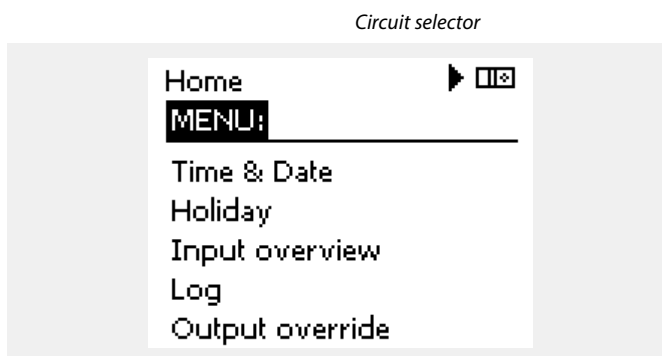 Circuit selector
Home
MENU:
Time & Date
Holiday
Input overview
Log
Output override